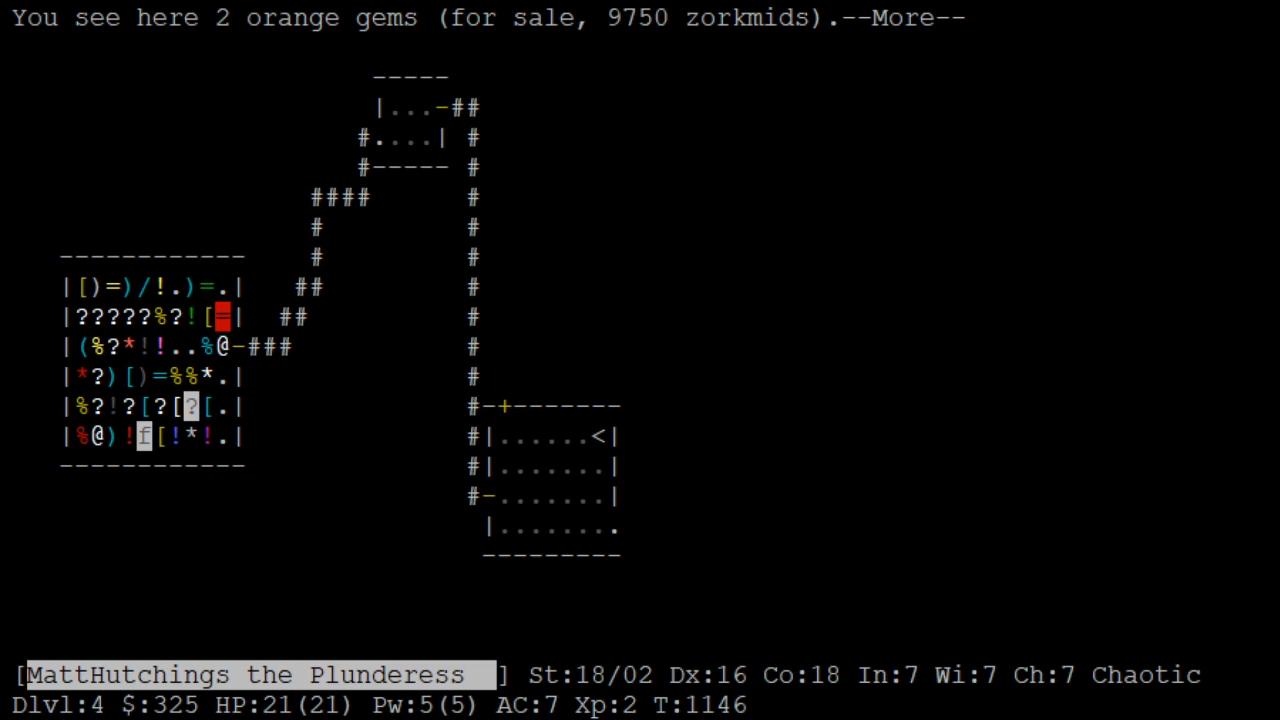 You see here 2 orange gems (for sale, 9750 zorkmids).--More--
-----
|...-##
#....| #
#----- #
#### #
# #
------------ # #
|[)=)/!.)=.| ## #
|?????%?![=| ## #
|(%?*!!..%@-### #
|*?)[)=%%*.| #
|%?!?[?[?[.| #-+-------
|%@)!f[!*!.| #|......<|
------------ #|.......|
#-.......|
|........
---------
[MattHutchings the Plunderess ] St:18/02 Dx:16 Co:18 In:7 Wi:7 Ch:7 Chaotic
Dlvl:4 $:325 HP:21(21) Pw:5(5) AC:7 Xp:2 T:1146